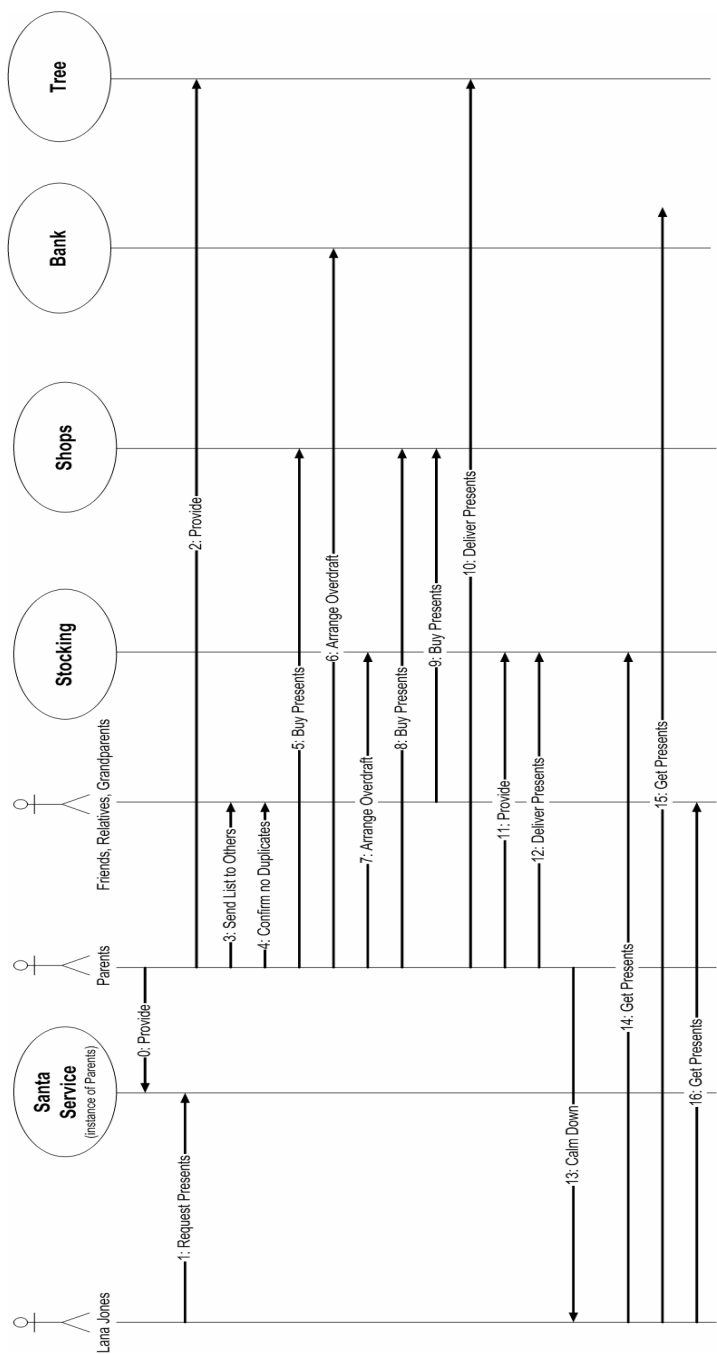 Lana Jones
Santa
Service
(instance of Parents)
Parents
Friends, Relatives, Grandparents
Stocking
Shops
Bank
Tree
0: Provide
1: Request Presents
2: Provide
3: Send List to Others
4: Confirm no Duplicates
5: Buy Presents
6: Arrange Overdraft
7: Arrange Overdraft
8: Buy Presents
9: Buy Presents
10: Deliver Presents
11: Provide
12: Deliver Presents
13: Calm Down
14: Get Presents
15: Get Presents
16: Get Presents